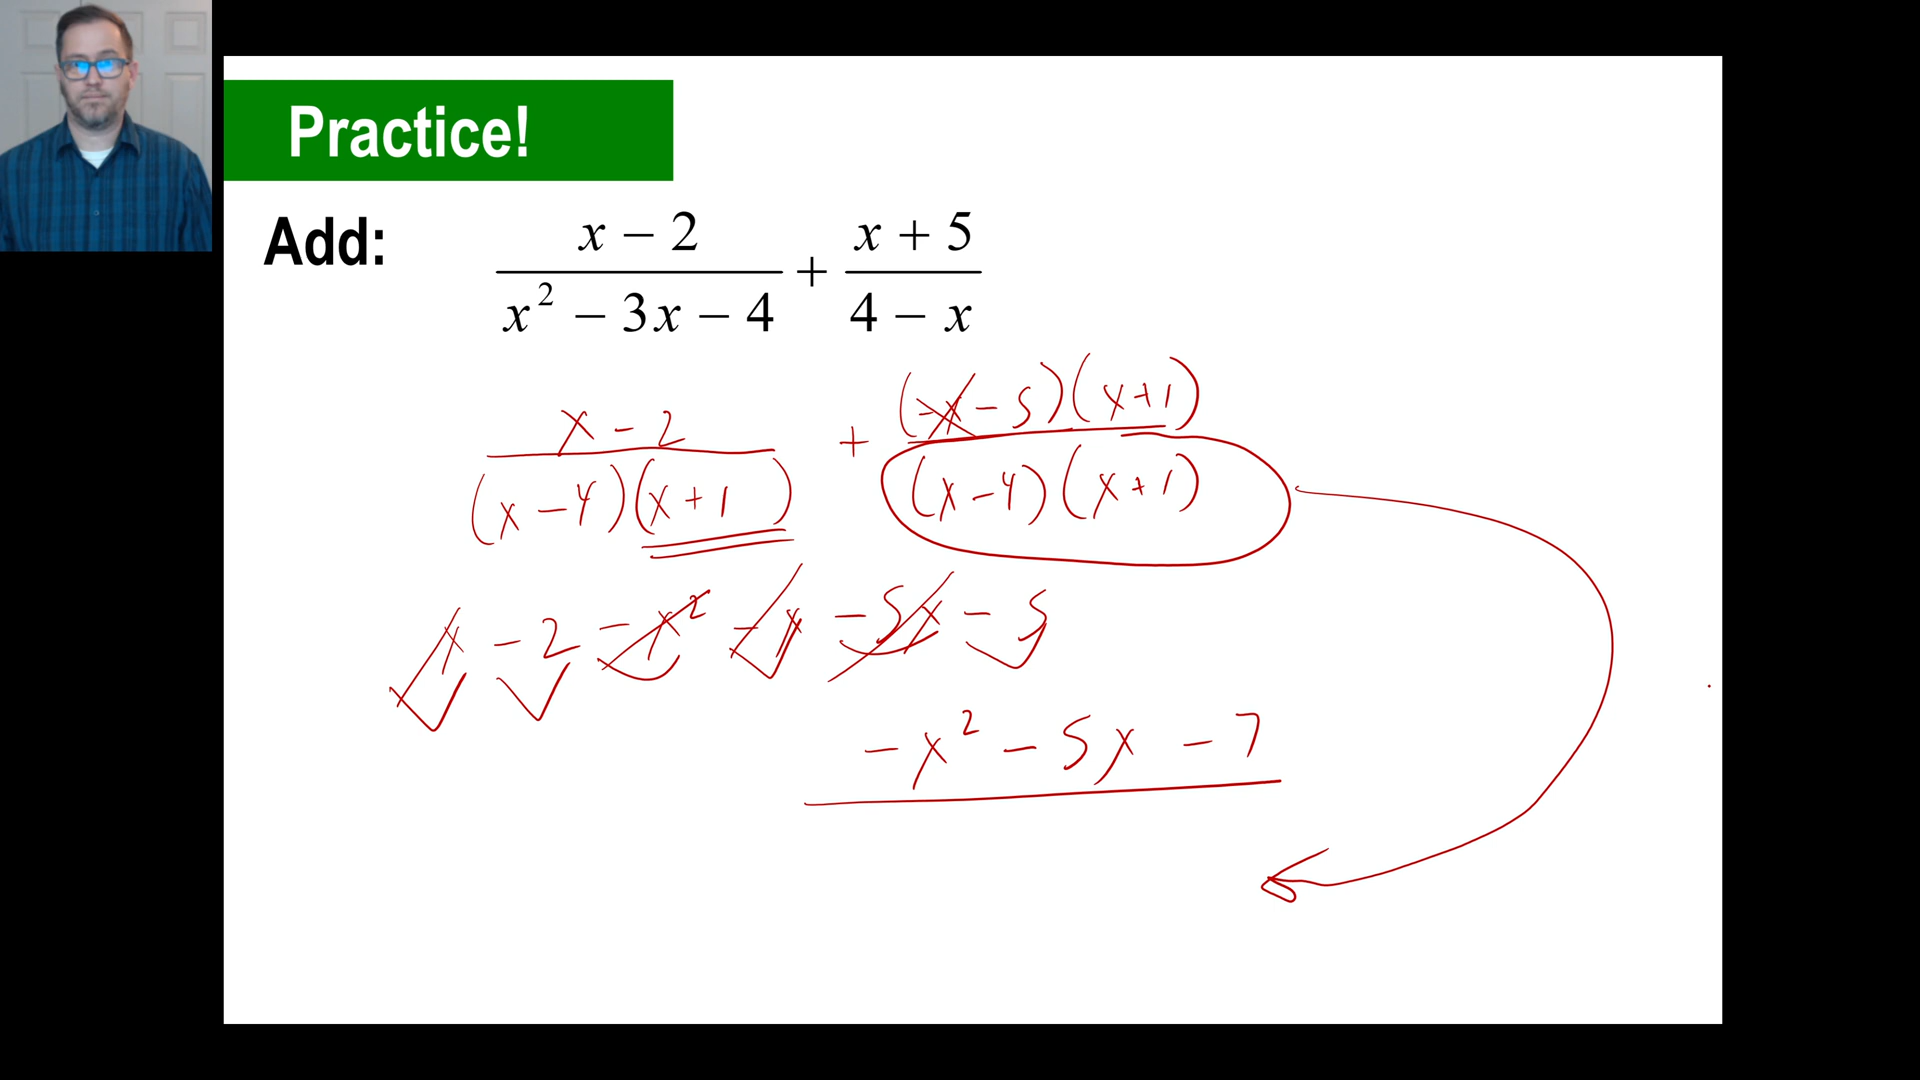 Practice!
Add: x − 2 / x² − 3x − 4 + x + 5 / 4 − x
x − 2 / (x − 4)(x + 1) + (−x − 5)(x + 1) / (x − 4)(x + 1)
x − 2 − x² − x − 5x − 5
−x² − 5x − 7